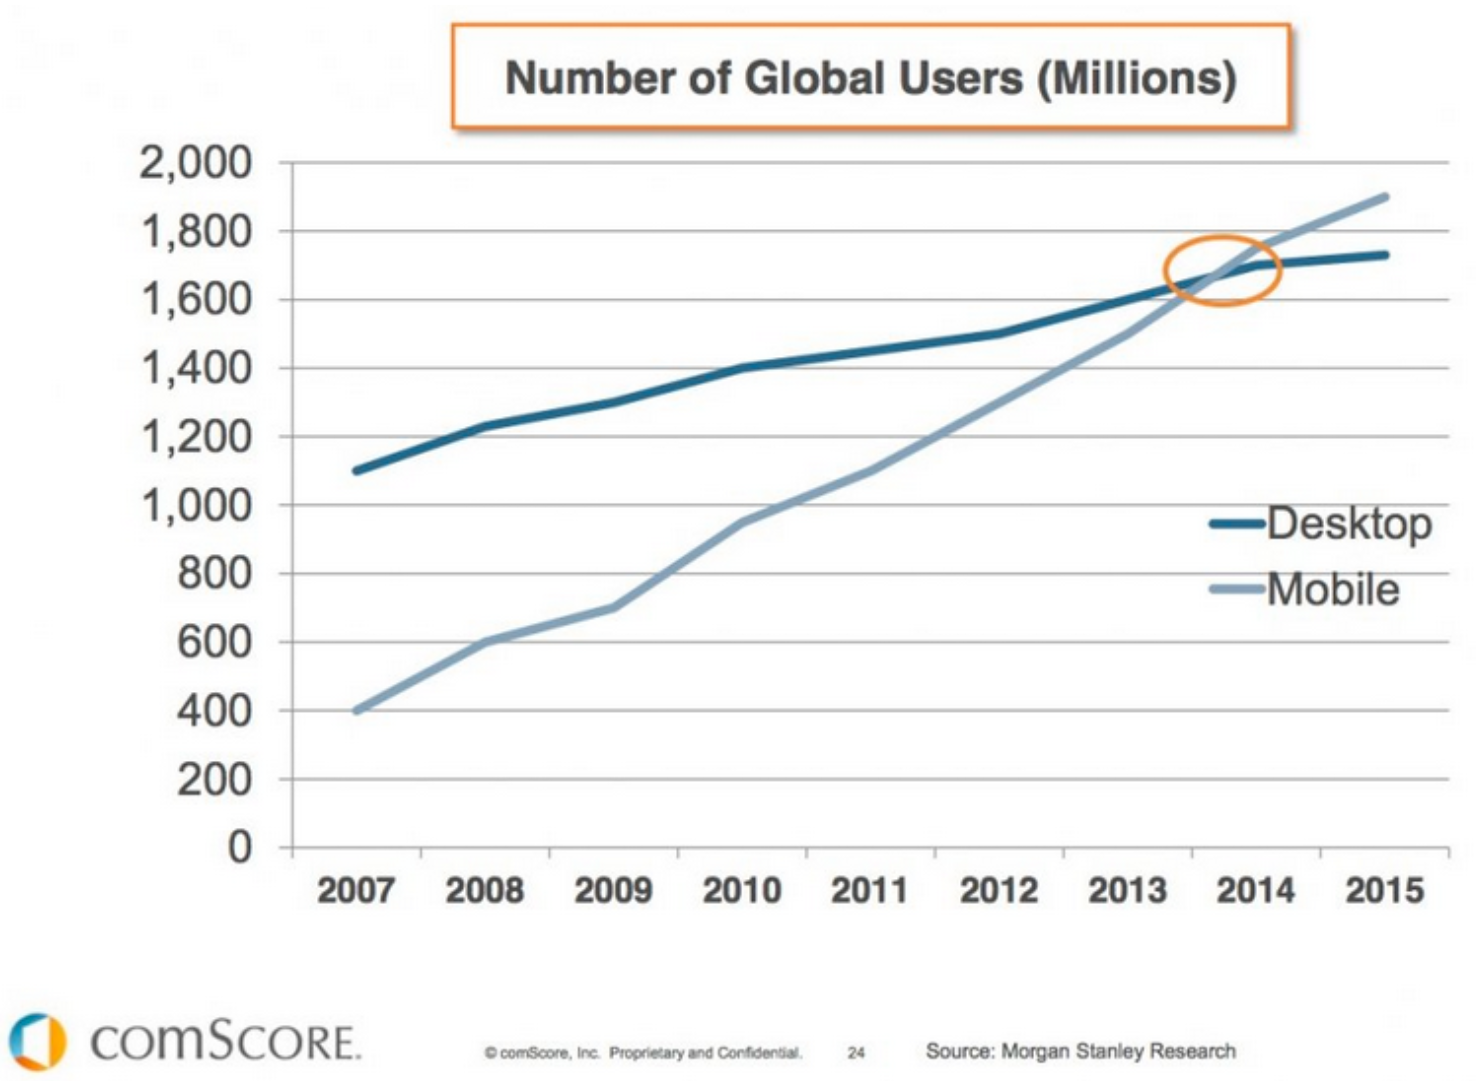 Number of Global Users (Millions)
2,000
1,800
1,600
1,400
1,200
1,000
800
600
400
200
0
Desktop
Mobile
2007 2008 2009 2010 2011 2012 2013 2014 2015
comScore.
© comScore, Inc. Proprietary and Confidential. 24 Source: Morgan Stanley Research